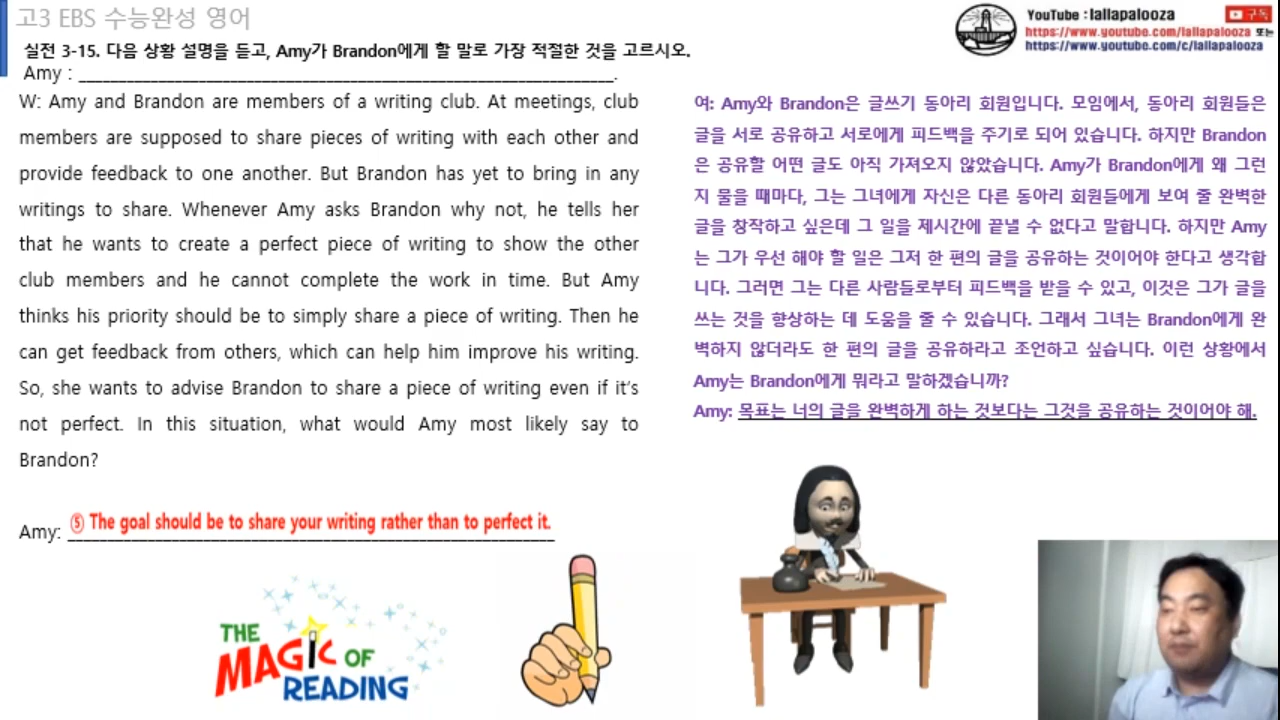 고3 EBS 수능완성 영어
YouTube : lallapalooza
구독
https://www.youtube.com/lallapalooza 또는
https://www.youtube.com/c/lallapalooza
실전 3-15. 다음 상황 설명을 듣고, Amy가 Brandon에게 할 말로 가장 적절한 것을 고르시오.
Amy : ______________________________.
W: Amy and Brandon are members of a writing club. At meetings, club
members are supposed to share pieces of writing with each other and
provide feedback to one another. But Brandon has yet to bring in any
writings to share. Whenever Amy asks Brandon why not, he tells her
that he wants to create a perfect piece of writing to show the other
club members and he cannot complete the work in time. But Amy
thinks his priority should be to simply share a piece of writing. Then he
can get feedback from others, which can help him improve his writing.
So, she wants to advise Brandon to share a piece of writing even if it's
not perfect. In this situation, what would Amy most likely say to
Brandon?
Amy: ⑤ The goal should be to share your writing rather than to perfect it.
여: Amy와 Brandon은 글쓰기 동아리 회원입니다. 모임에서, 동아리 회원들은
글을 서로 공유하고 서로에게 피드백을 주기로 되어 있습니다. 하지만 Brandon
은 공유할 어떤 글도 아직 가져오지 않았습니다. Amy가 Brandon에게 왜 그런
지 물을 때마다, 그는 그녀에게 자신은 다른 동아리 회원들에게 보여 줄 완벽한
글을 창작하고 싶은데 그 일을 제시간에 끝낼 수 없다고 말합니다. 하지만 Amy
는 그가 우선 해야 할 일은 그저 한 편의 글을 공유하는 것이어야 한다고 생각합
니다. 그러면 그는 다른 사람들로부터 피드백을 받을 수 있고, 이것은 그가 글을
쓰는 것을 향상하는 데 도움을 줄 수 있습니다. 그래서 그녀는 Brandon에게 완
벽하지 않더라도 한 편의 글을 공유하라고 조언하고 싶습니다. 이런 상황에서
Amy는 Brandon에게 뭐라고 말하겠습니까?
Amy: 목표는 너의 글을 완벽하게 하는 것보다는 그것을 공유하는 것이어야 해.
THE
MAGIC OF
READING